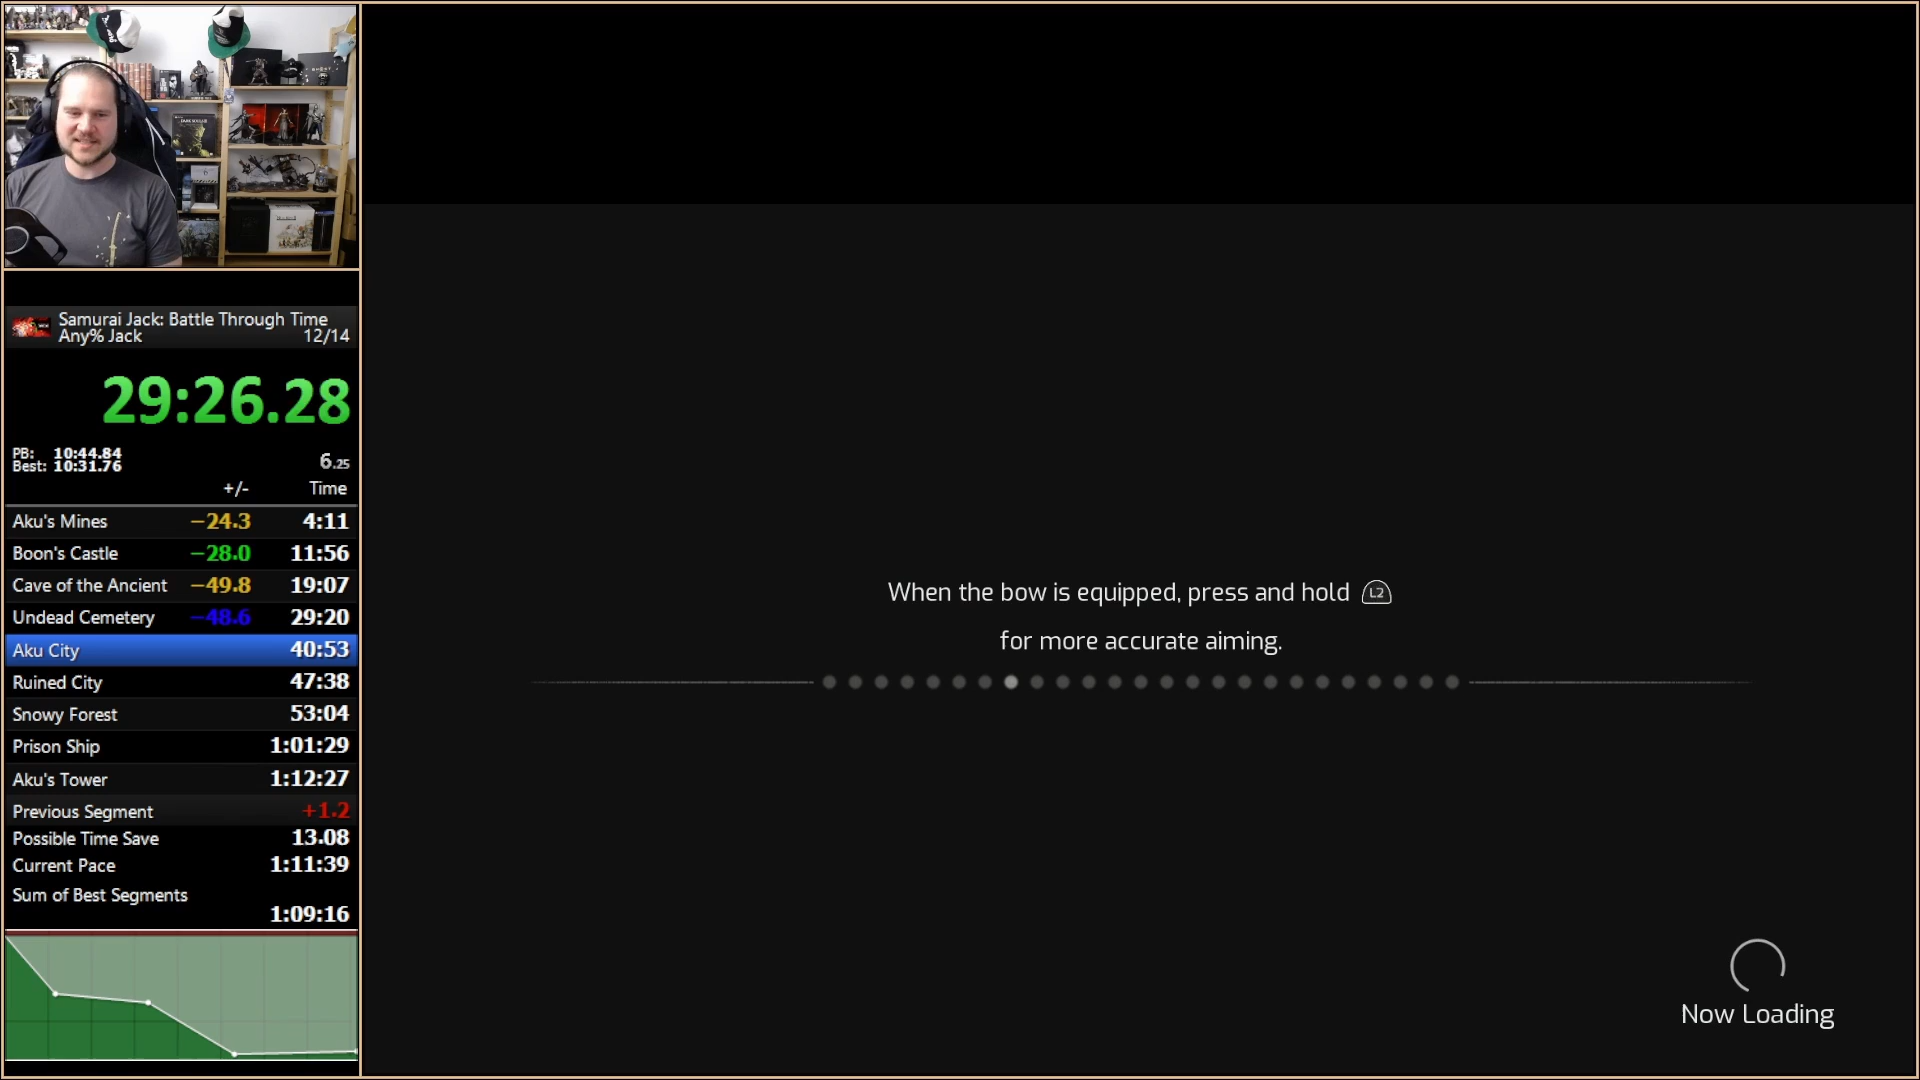 Samurai Jack: Battle Through Time
Any% Jack 12/14
29:26.28
PB: 10:44.84
Best: 10:31.76
6.25
+/- Time
Aku's Mines −24.3 4:11
Boon's Castle −28.0 11:56
Cave of the Ancient −49.8 19:07
Undead Cemetery −48.6 29:20
Aku City 40:53
Ruined City 47:38
Snowy Forest 53:04
Prison Ship 1:01:29
Aku's Tower 1:12:27
Previous Segment +1.2
Possible Time Save 13.08
Current Pace 1:11:39
Sum of Best Segments
1:09:16
When the bow is equipped, press and hold L2
for more accurate aiming.
Now Loading